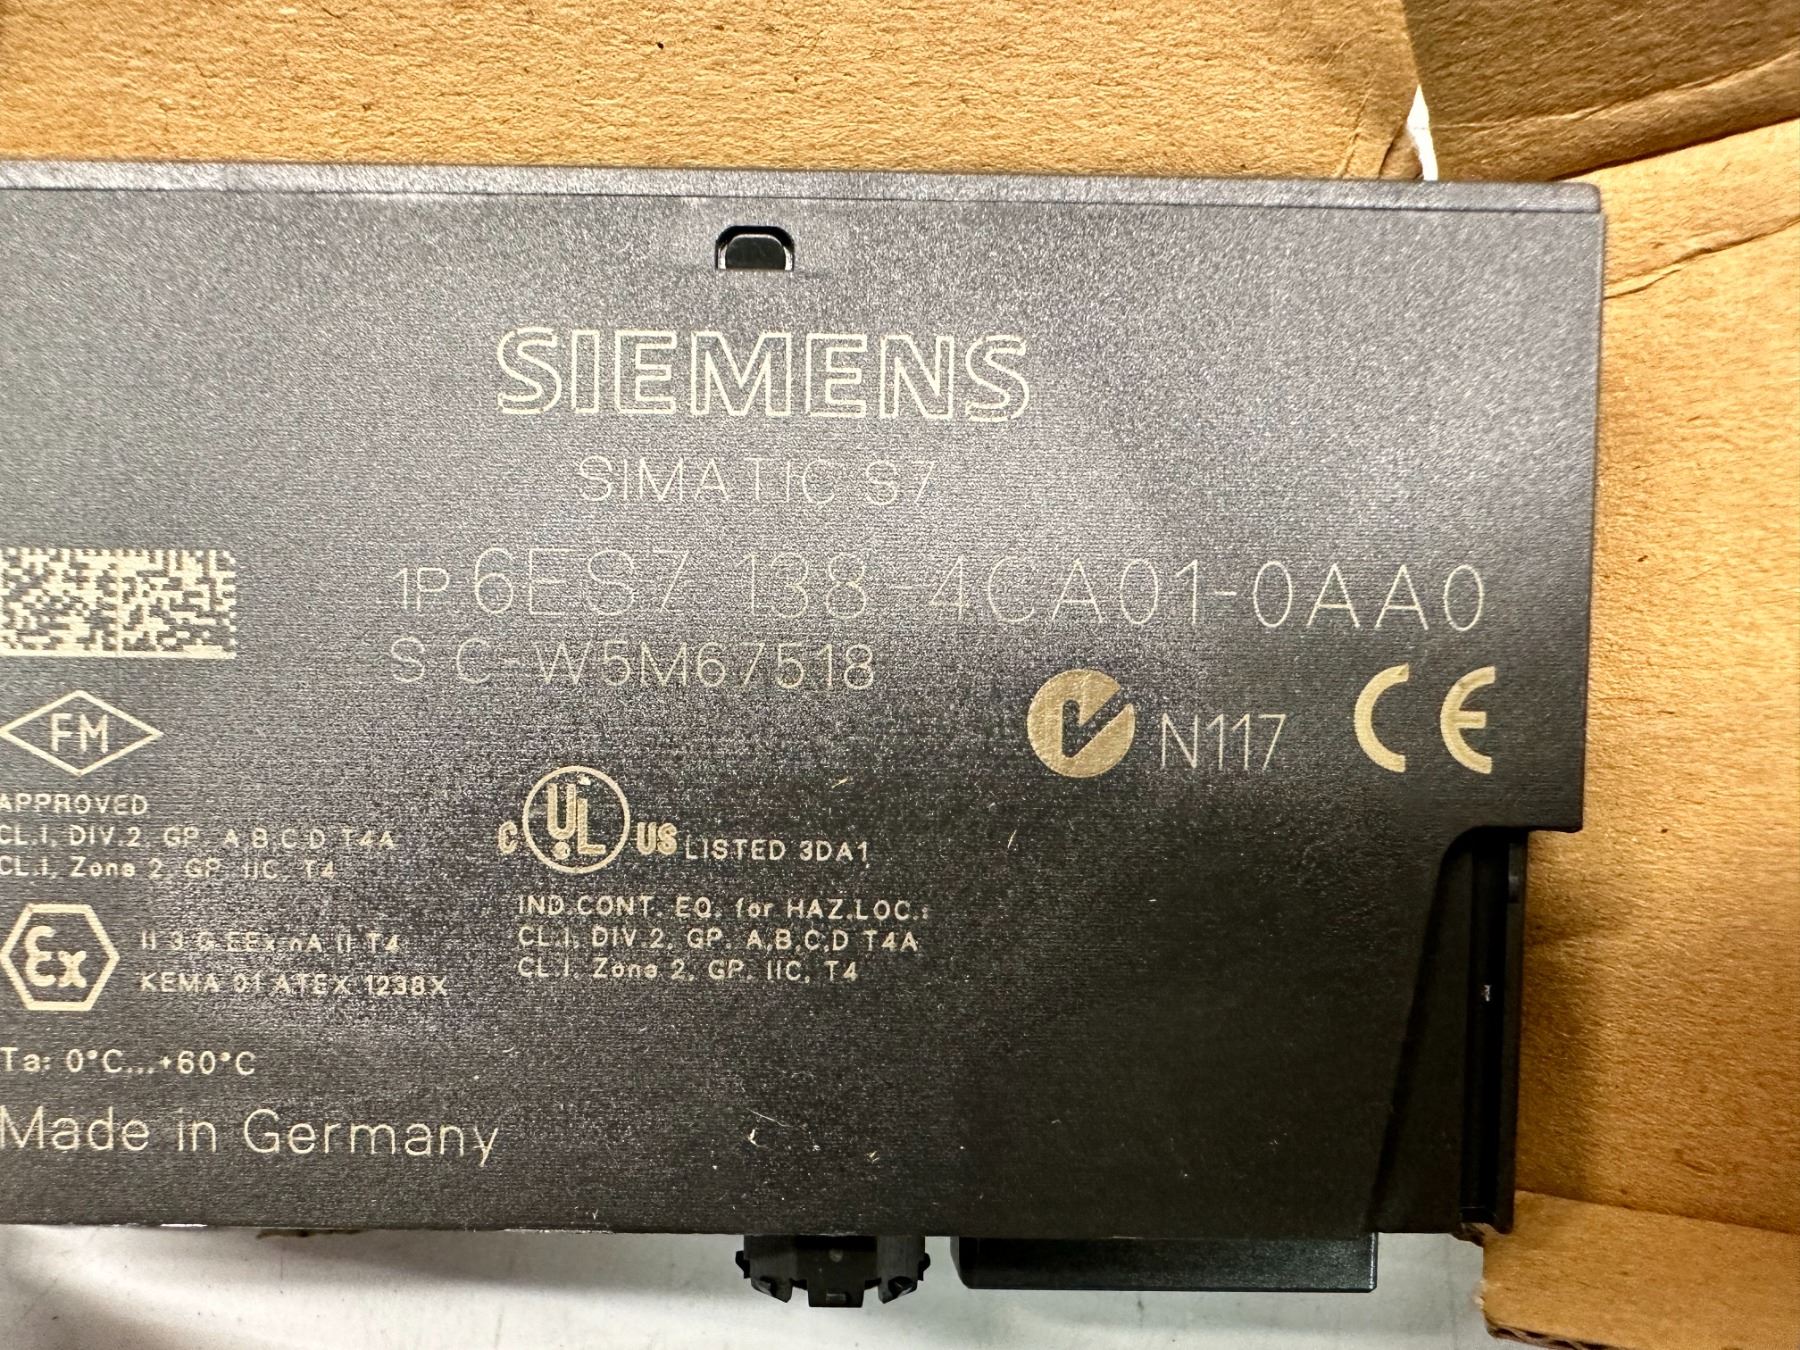 SIEMENS
SIMATIC S7
1P 6ES7 138-4CA01-0AA0
S C-W5M67518
N117 CE
FM
APPROVED
CL.I, DIV.2, GP. A,B,C,D T4A
CL.I, Zone 2, GP. IIC, T4
C UL US LISTED 3DA1
IND.CONT. EQ. for HAZ.LOC.:
CL.I, DIV.2, GP. A,B,C,D T4A
CL.I, Zone 2, GP. IIC, T4
Ex
II 3 G EEx nA II T4
KEMA 01 ATEX 1238X
Ta: 0°C...+60°C
Made in Germany